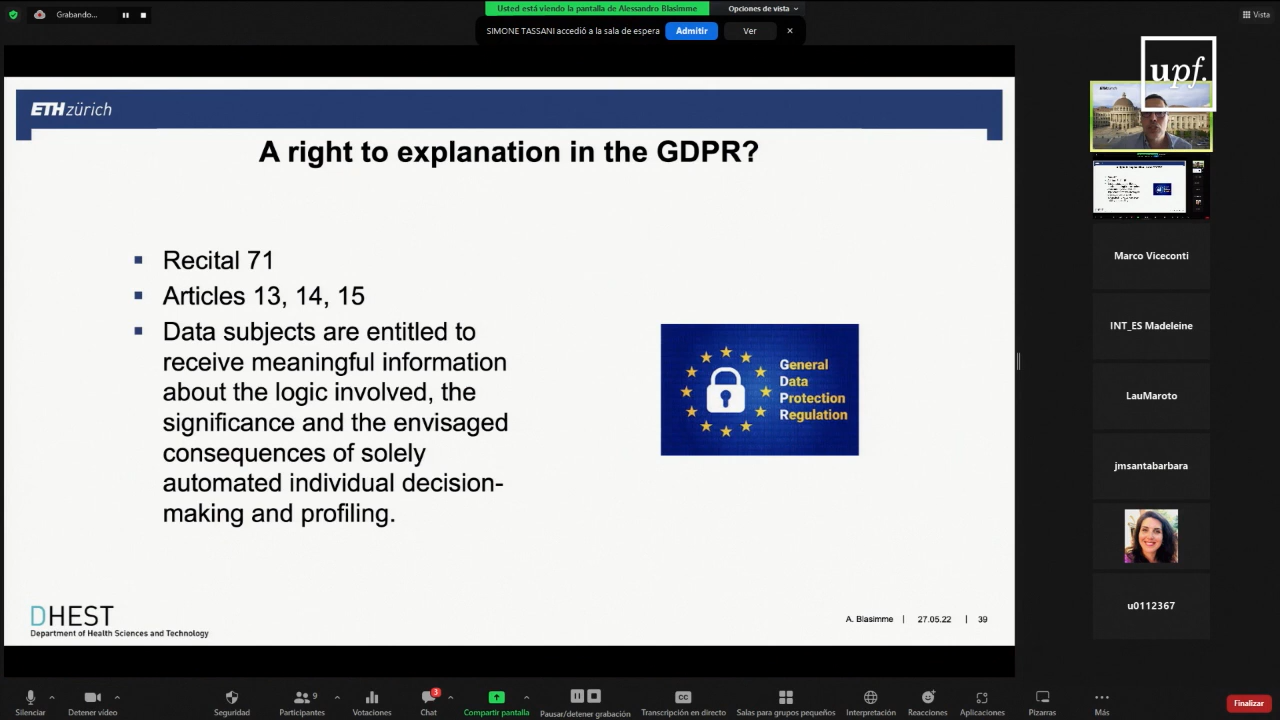 Grabando...
Usted está viendo la pantalla de Alessandro Blasimme
Opciones de vista
SIMONE TASSANI accedió a la sala de espera
Admitir
Ver
Vista
upf.
ETHzürich
A right to explanation in the GDPR?
Recital 71
Articles 13, 14, 15
Data subjects are entitled to
receive meaningful information
about the logic involved, the
significance and the envisaged
consequences of solely
automated individual decision-
making and profiling.
General
Data
Protection
Regulation
DHEST
Department of Health Sciences and Technology
A. Blasimme | 27.05.22 | 39
Marco Viceconti
INT_ES Madeleine
LauMaroto
jmsantabarbara
u0112367
Silenciar
Detener video
Seguridad
Participantes
9
Votaciones
Chat
3
Compartir pantalla
Pausar/detener grabación
CC
Transcripción en directo
Salas para grupos pequeños
Interpretación
Reacciones
Aplicaciones
Pizarras
Más
Finalizar